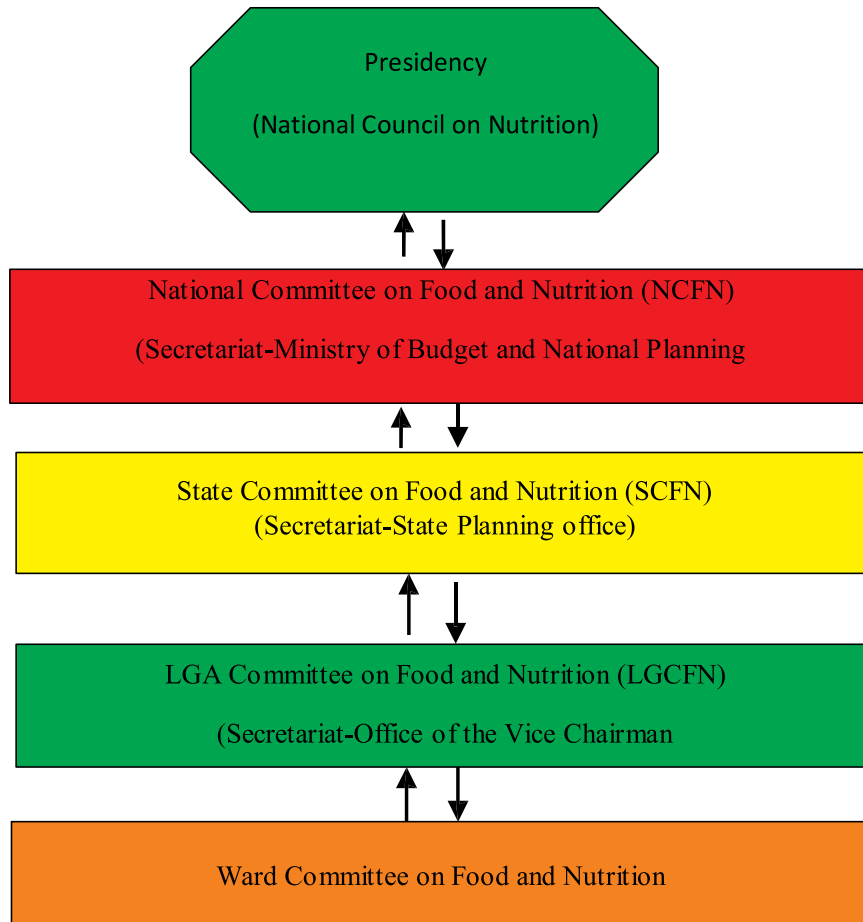 Presidency
(National Council on Nutrition)
National Committee on Food and Nutrition (NCFN)
(Secretariat-Ministry of Budget and National Planning
State Committee on Food and Nutrition (SCFN)
(Secretariat-State Planning office)
LGA Committee on Food and Nutrition (LGCFN)
(Secretariat-Office of the Vice Chairman
Ward Committee on Food and Nutrition